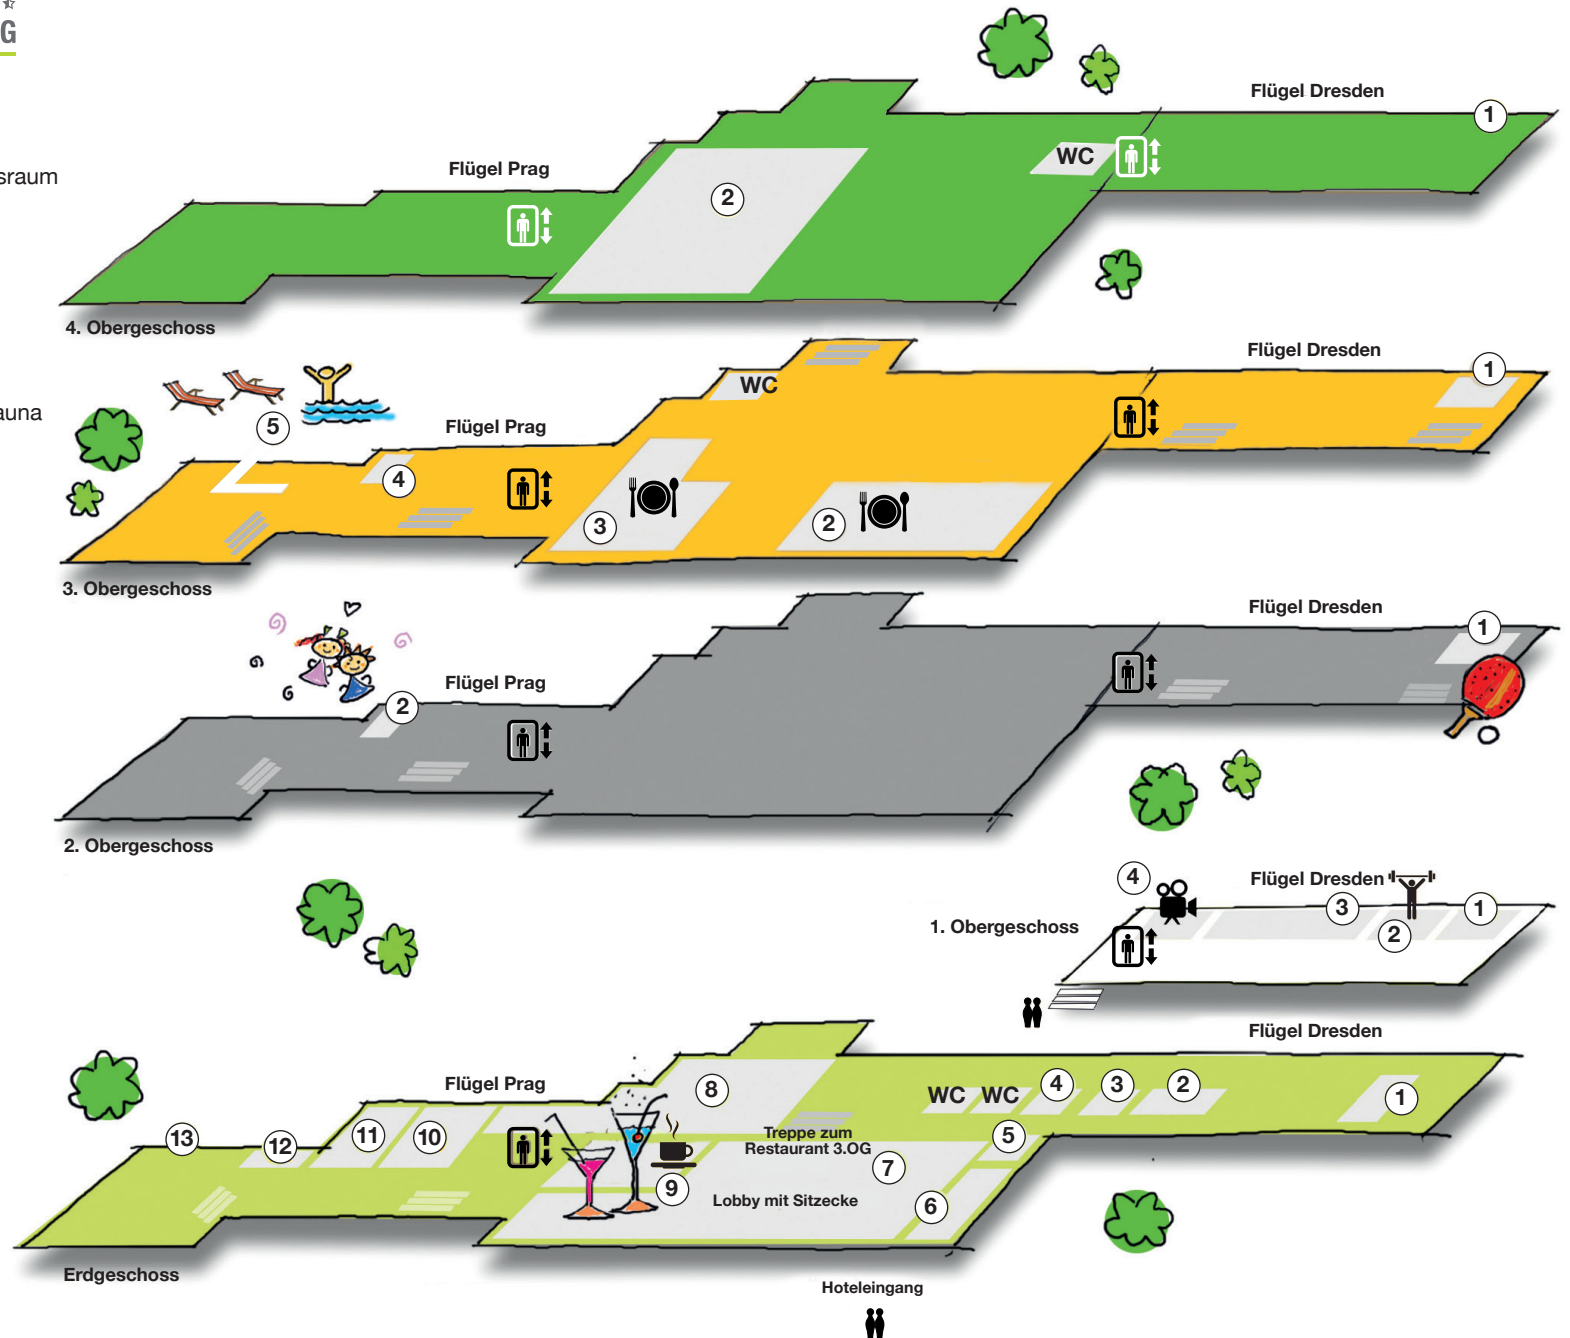 G
sraum
auna
Flügel Dresden
1
WC
Flügel Prag
2
4. Obergeschoss
Flügel Dresden
1
WC
5
Flügel Prag
4
3
2
3. Obergeschoss
Flügel Dresden
1
Flügel Prag
2
2. Obergeschoss
4
Flügel Dresden
3
1
2
1. Obergeschoss
Flügel Dresden
Flügel Prag
8
WC WC 4 3 2
1
13
12
11
10
Treppe zum
Restaurant 3.OG
5
7
9
Lobby mit Sitzecke
6
Erdgeschoss
Hoteleingang